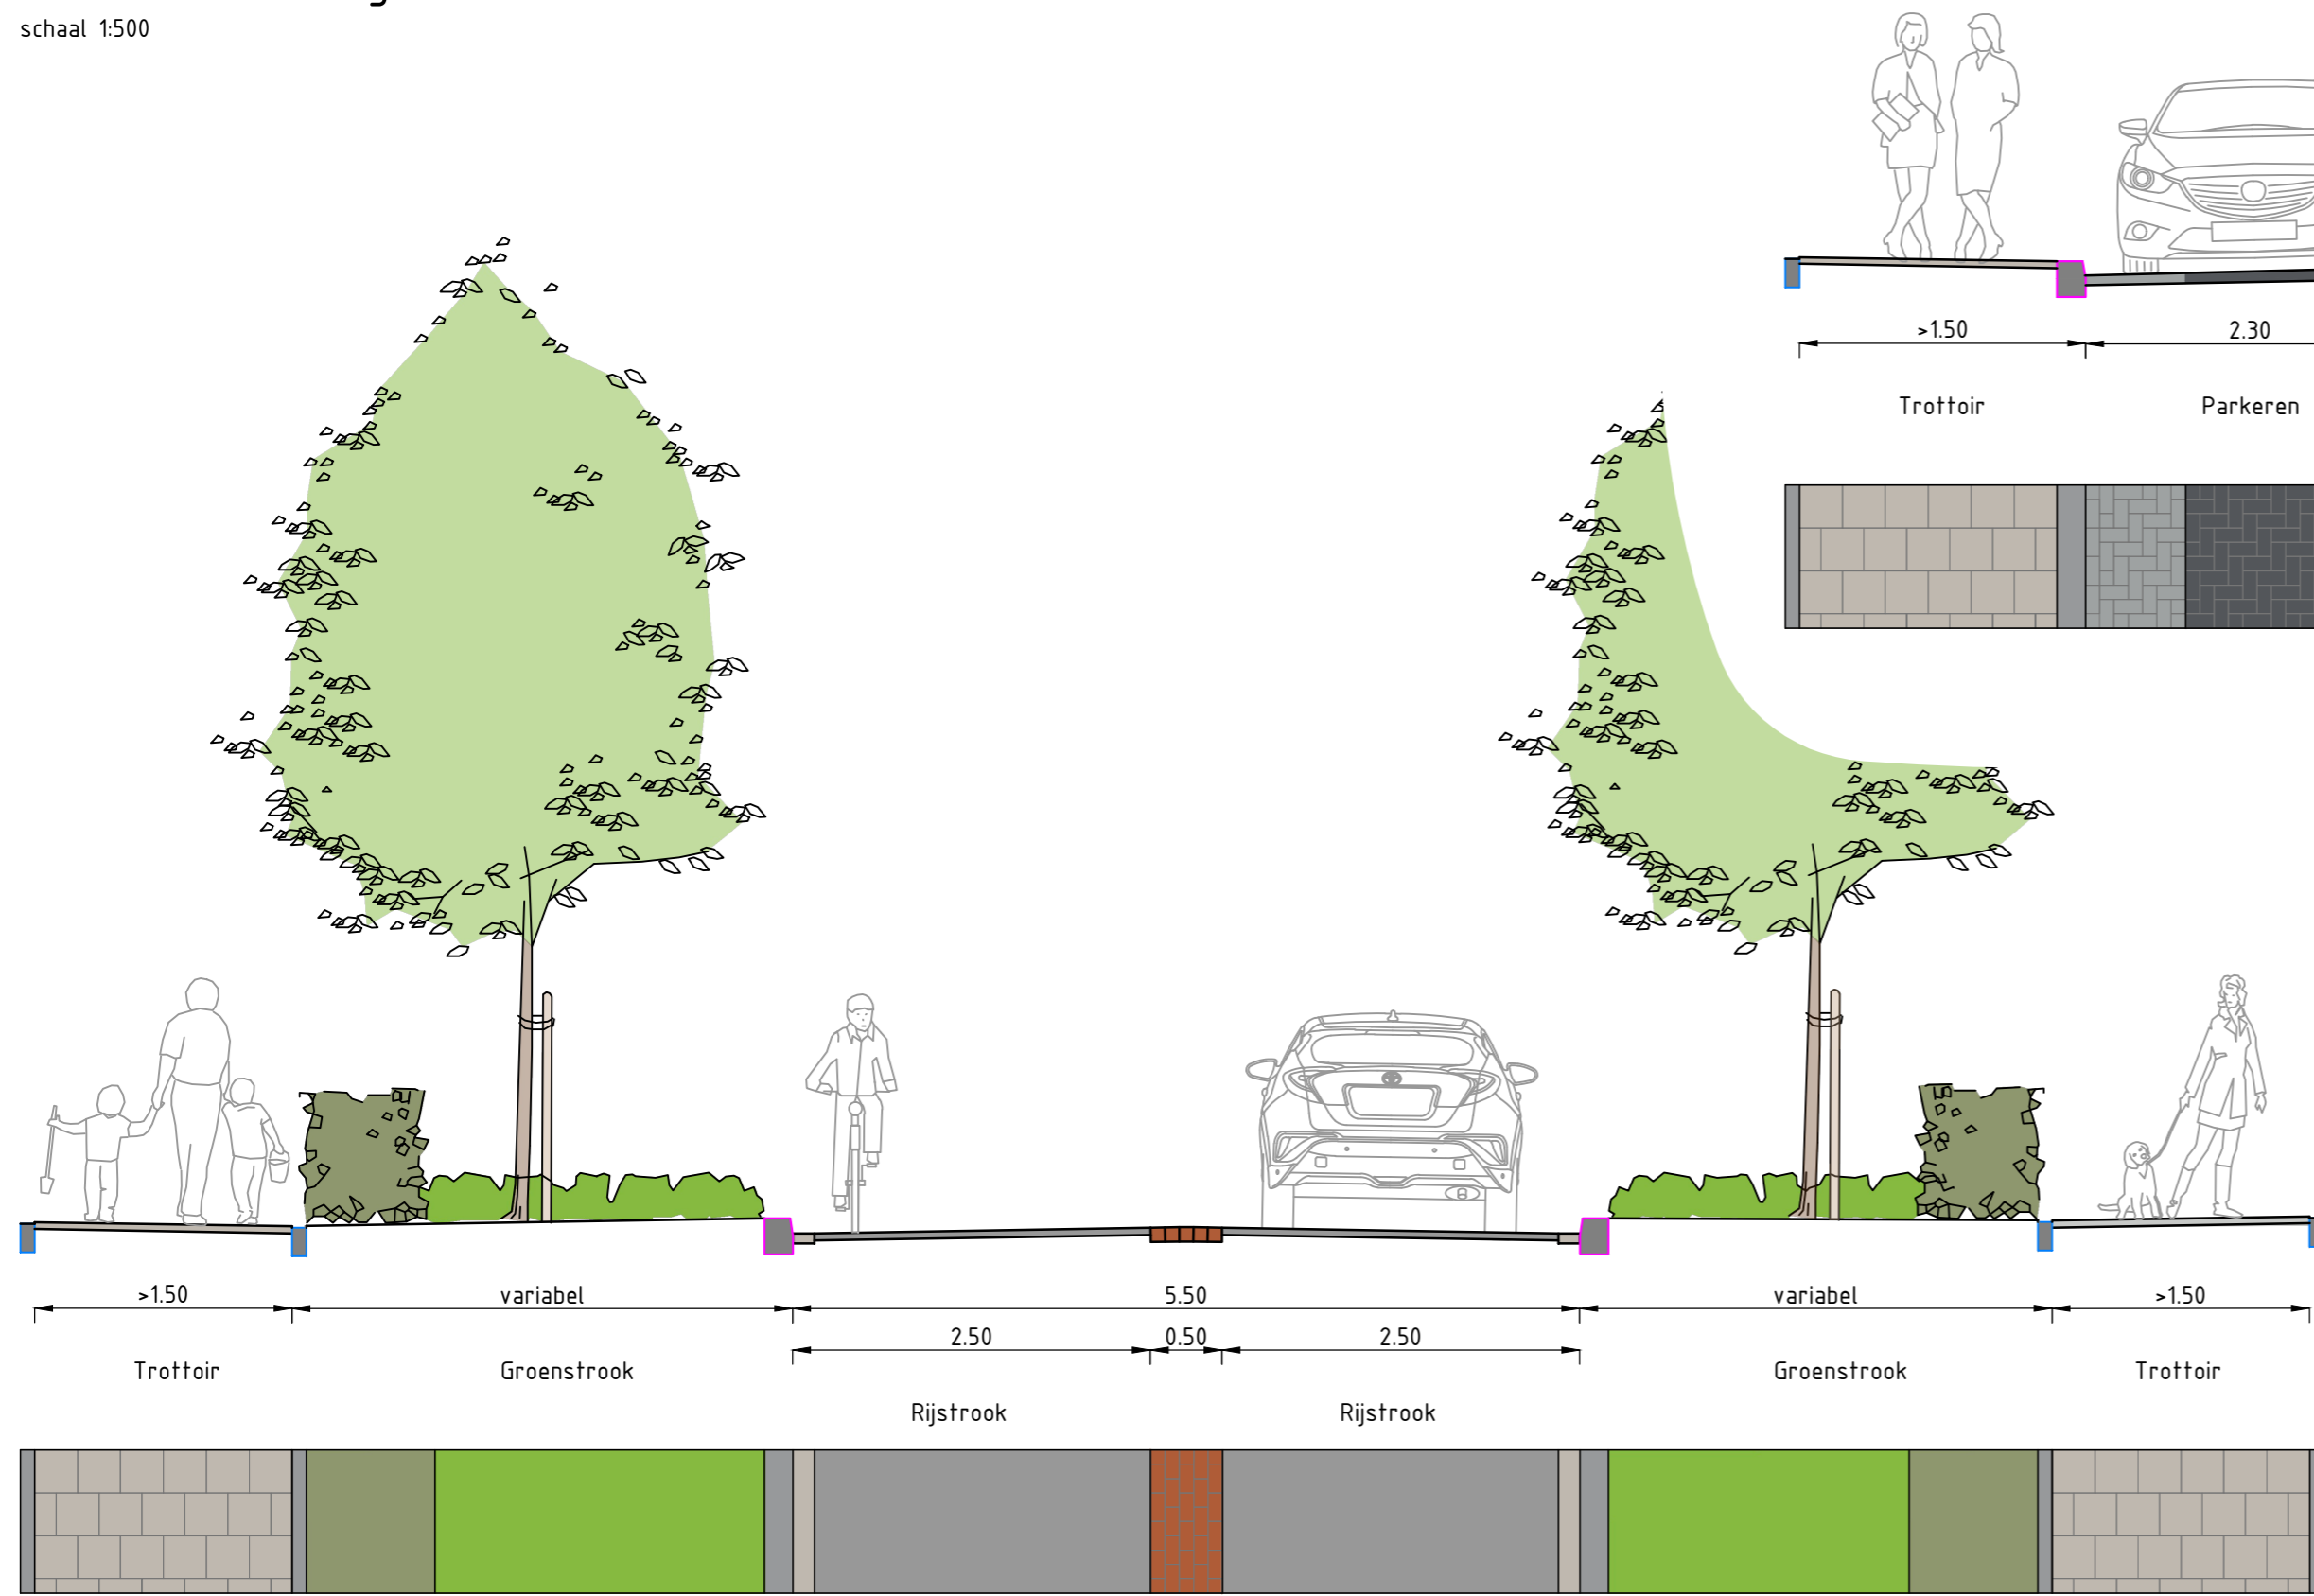 schaal 1:500
>1.50 2.30
Trottoir Parkeren
>1.50 variabel 5.50 variabel >1.50
2.50 0.50 2.50
Trottoir Groenstrook Groenstrook Trottoir
Rijstrook Rijstrook